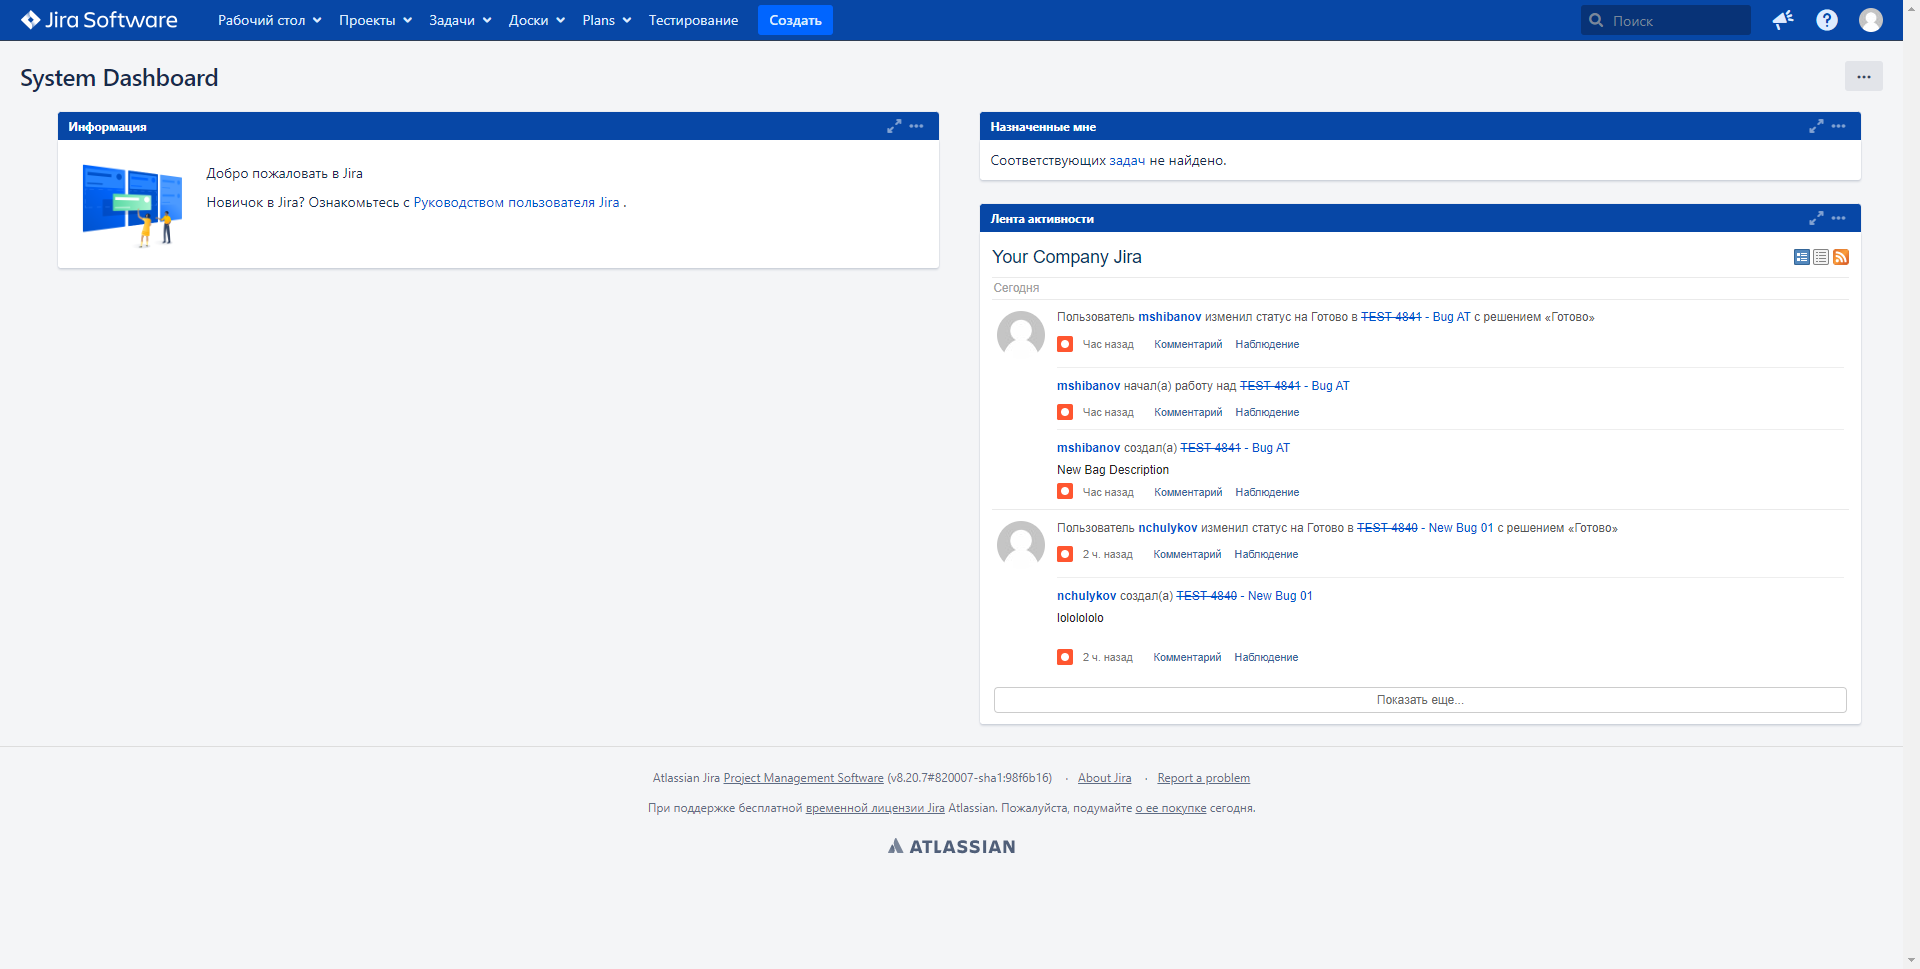 Jira Software Рабочий стол Проекты Задачи Доски Plans Тестирование Создать Поиск
System Dashboard
Информация
Добро пожаловать в Jira
Новичок в Jira? Ознакомьтесь с Руководством пользователя Jira .
Назначенные мне
Соответствующих задач не найдено.
Лента активности
Your Company Jira
Сегодня
Пользователь mshibanov изменил статус на Готово в TEST-4841 - Bug AT с решением «Готово»
Час назад Комментарий Наблюдение
mshibanov начал(а) работу над TEST-4841 - Bug AT
Час назад Комментарий Наблюдение
mshibanov создал(а) TEST-4841 - Bug AT
New Bag Description
Час назад Комментарий Наблюдение
Пользователь nchulykov изменил статус на Готово в TEST-4840 - New Bug 01 с решением «Готово»
2 ч. назад Комментарий Наблюдение
nchulykov создал(а) TEST-4840 - New Bug 01
lololololo
2 ч. назад Комментарий Наблюдение
Показать еще...
Atlassian Jira Project Management Software (v8.20.7#820007-sha1:98f6b16) · About Jira · Report a problem
При поддержке бесплатной временной лицензии Jira Atlassian. Пожалуйста, подумайте о ее покупке сегодня.
ATLASSIAN